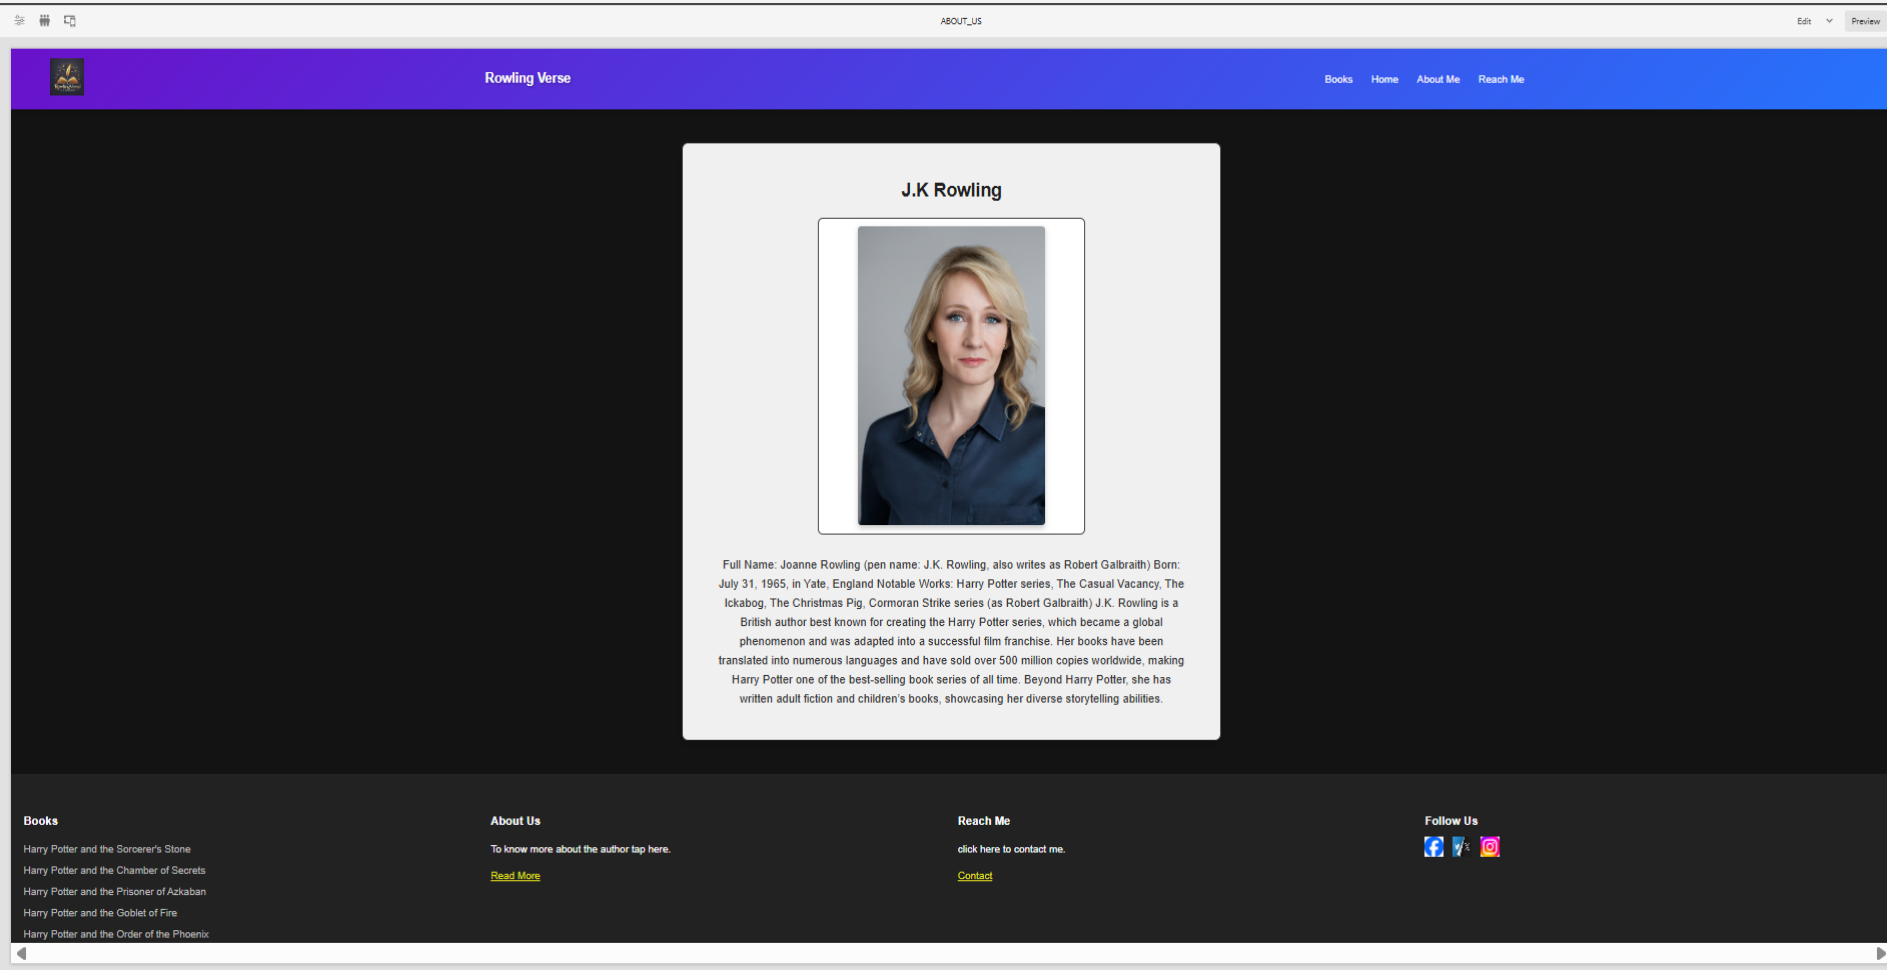 ABOUT_US
Edit
Preview
Rowling Verse
Books
Home
About Me
Reach Me
J.K Rowling
Full Name: Joanne Rowling (pen name: J.K. Rowling, also writes as Robert Galbraith) Born:
July 31, 1965, in Yate, England Notable Works: Harry Potter series, The Casual Vacancy, The
Ickabog, The Christmas Pig, Cormoran Strike series (as Robert Galbraith) J.K. Rowling is a
British author best known for creating the Harry Potter series, which became a global
phenomenon and was adapted into a successful film franchise. Her books have been
translated into numerous languages and have sold over 500 million copies worldwide, making
Harry Potter one of the best-selling book series of all time. Beyond Harry Potter, she has
written adult fiction and children's books, showcasing her diverse storytelling abilities.
Books
Harry Potter and the Sorcerer's Stone
Harry Potter and the Chamber of Secrets
Harry Potter and the Prisoner of Azkaban
Harry Potter and the Goblet of Fire
Harry Potter and the Order of the Phoenix
About Us
To know more about the author tap here.
Read More
Reach Me
click here to contact me.
Contact
Follow Us